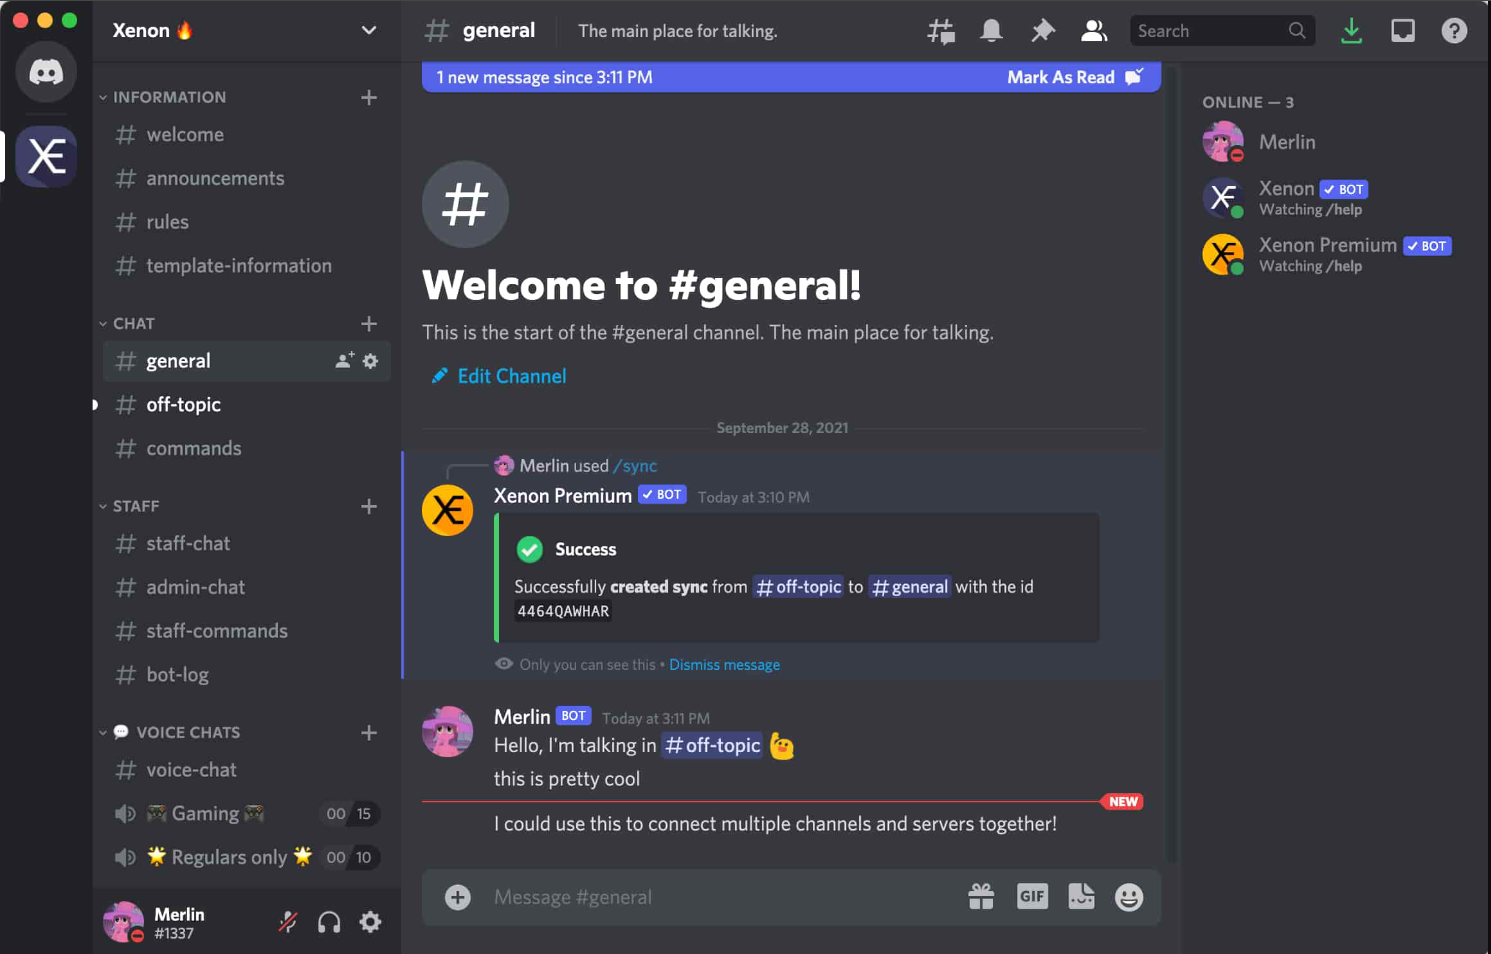 Xenon 🔥
INFORMATION
# welcome
# announcements
# rules
# template-information
CHAT
# general
# off-topic
# commands
STAFF
# staff-chat
# admin-chat
# staff-commands
# bot-log
💬 VOICE CHATS
# voice-chat
🎮 Gaming 🎮 00 15
🌟 Regulars only 🌟 00 10
Merlin
#1337
# general The main place for talking.
Search
1 new message since 3:11 PM Mark As Read
#
Welcome to #general!
This is the start of the #general channel. The main place for talking.
Edit Channel
September 28, 2021
Merlin used /sync
Xenon Premium ✓ BOT Today at 3:10 PM
Success
Successfully created sync from #off-topic to #general with the id
4464QAWHAR
Only you can see this • Dismiss message
Merlin BOT Today at 3:11 PM
Hello, I'm talking in #off-topic 🙋
this is pretty cool
NEW
I could use this to connect multiple channels and servers together!
Message #general
GIF
ONLINE — 3
Merlin
Xenon ✓ BOT
Watching /help
Xenon Premium ✓ BOT
Watching /help